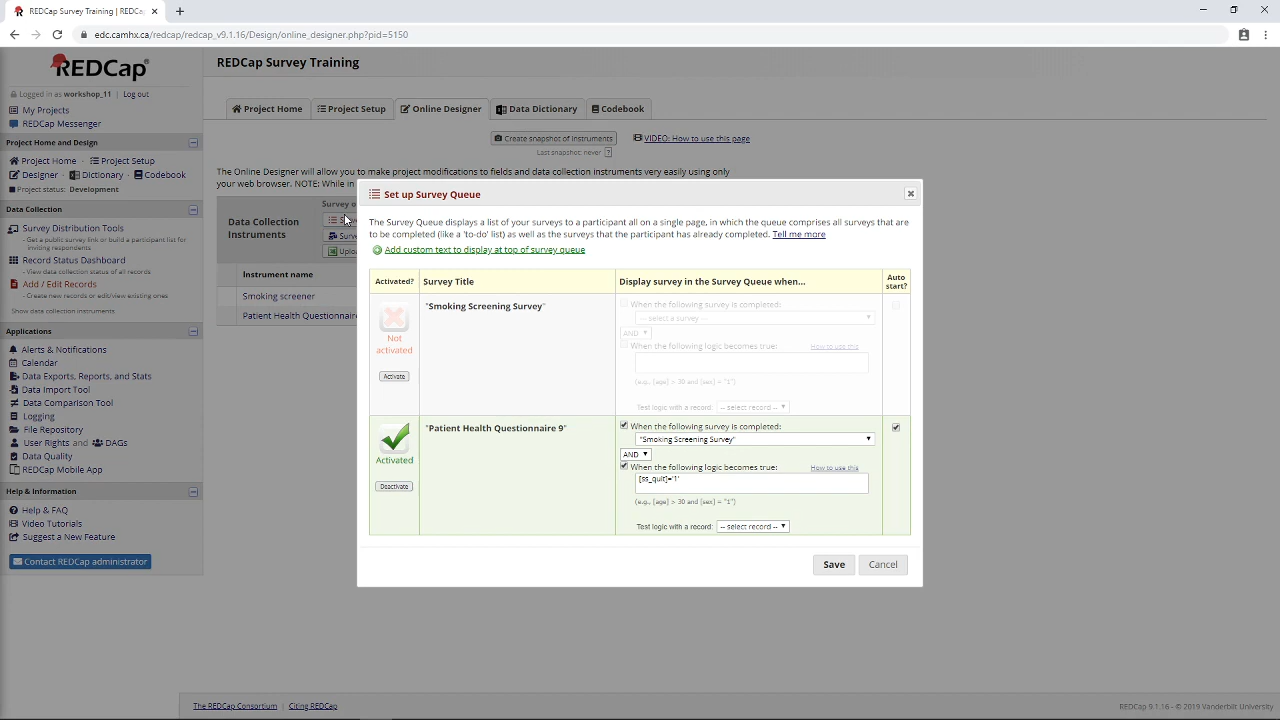 REDCap Survey Training | REDCap
edc.camhx.ca/redcap/redcap_v9.1.16/Design/online_designer.php?pid=5150
REDCap
Logged in as workshop_11 | Log out
My Projects
REDCap Messenger
Project Home and Design
Project Home · Project Setup
Designer · Dictionary · Codebook
Project status: Development
Data Collection
Survey Distribution Tools
- Get a public survey link or build a participant list for
inviting respondents
Record Status Dashboard
- View data collection status of all records
Add / Edit Records
- Create new records or edit/view existing ones
Show data collection instruments
Applications
Alerts & Notifications
Calendar
Data Exports, Reports, and Stats
Data Import Tool
Data Comparison Tool
Logging
File Repository
User Rights and DAGs
Data Quality
REDCap Mobile App
Help & Information
Help & FAQ
Video Tutorials
Suggest a New Feature
Contact REDCap administrator
REDCap Survey Training
Project Home
Project Setup
Online Designer
Data Dictionary
Codebook
Create snapshot of instruments
VIDEO: How to use this page
Last snapshot: never ?
The Online Designer will allow you to make project modifications to fields and data collection instruments very easily using only
your web browser. NOTE: While in
Data Collection
Instruments
Survey o
Instrument name
Smoking screener
Patient Health Questionnaire
Set up Survey Queue
The Survey Queue displays a list of your surveys to a participant all on a single page, in which the queue comprises all surveys that are
to be completed (like a 'to-do' list) as well as the surveys that the participant has already completed. Tell me more
Add custom text to display at top of survey queue
Activated?
Survey Title
Display survey in the Survey Queue when...
Auto
start?
Not
activated
Activate
"Smoking Screening Survey"
When the following survey is completed:
-- select a survey --
AND
When the following logic becomes true:
How to use this
(e.g., [age] > 30 and [sex] = "1")
Test logic with a record: -- select record --
Activated
Deactivate
"Patient Health Questionnaire 9"
When the following survey is completed:
"Smoking Screening Survey"
AND
When the following logic becomes true:
How to use this
[ss_quit]='1'
(e.g., [age] > 30 and [sex] = "1")
Test logic with a record: -- select record --
Save
Cancel
The REDCap Consortium | Citing REDCap
REDCap 9.1.16 - © 2019 Vanderbilt University